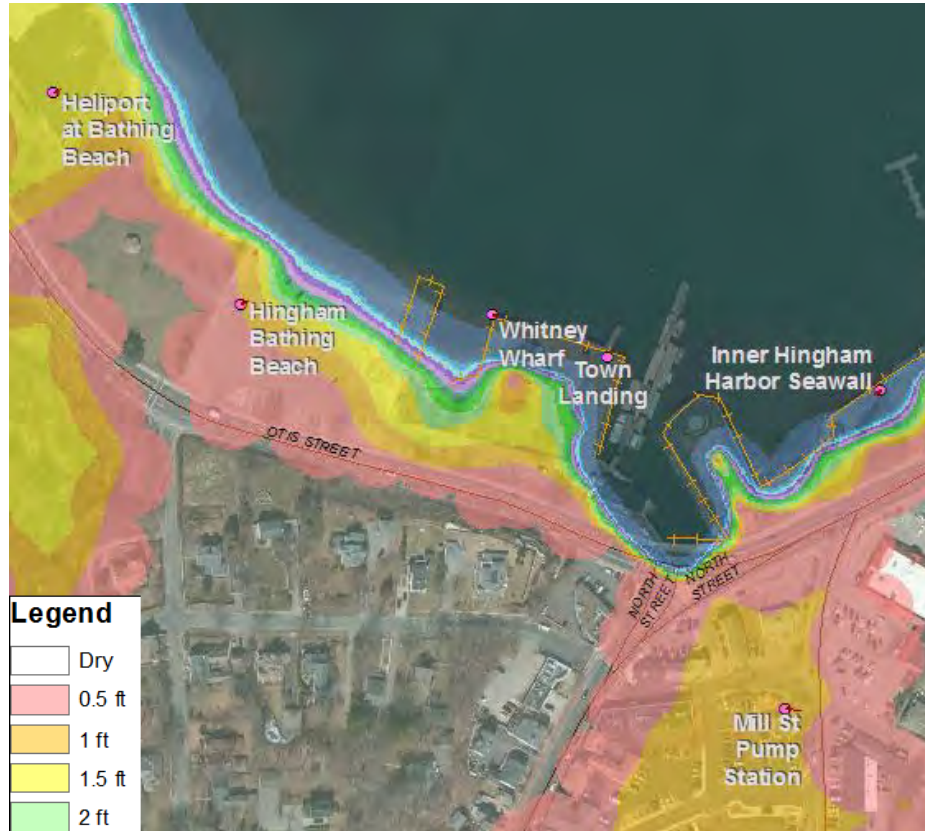 Heliport
at Bathing
Beach
Hingham
Bathing
Beach
Whitney
Wharf
Town
Landing
Inner Hingham
Harbor Seawall
OTIS STREET
NORTH
STREET
NORTH
STREET
Mill St
Pump
Station
Legend
Dry
0.5 ft
1 ft
1.5 ft
2 ft